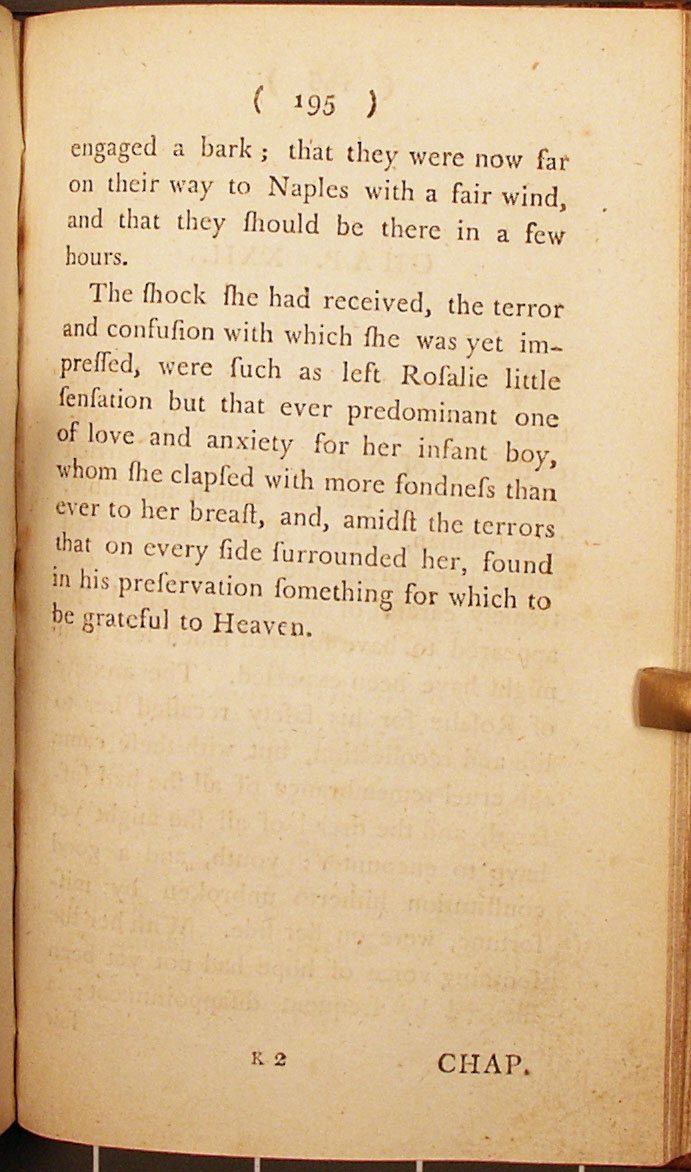 ( 195 )
engaged a bark ; that they were now far
on their way to Naples with a fair wind,
and that they ſhould be there in a few
hours.
The ſhock ſhe had received, the terror
and confuſion with which ſhe was yet im-
preſſed, were ſuch as left Roſalie little
ſenſation but that ever predominant one
of love and anxiety for her infant boy,
whom ſhe clapſed with more fondneſs than
ever to her breaſt, and, amidſt the terrors
that on every ſide ſurrounded her, found
in his preſervation ſomething for which to
be grateful to Heaven.
K 2 CHAP.